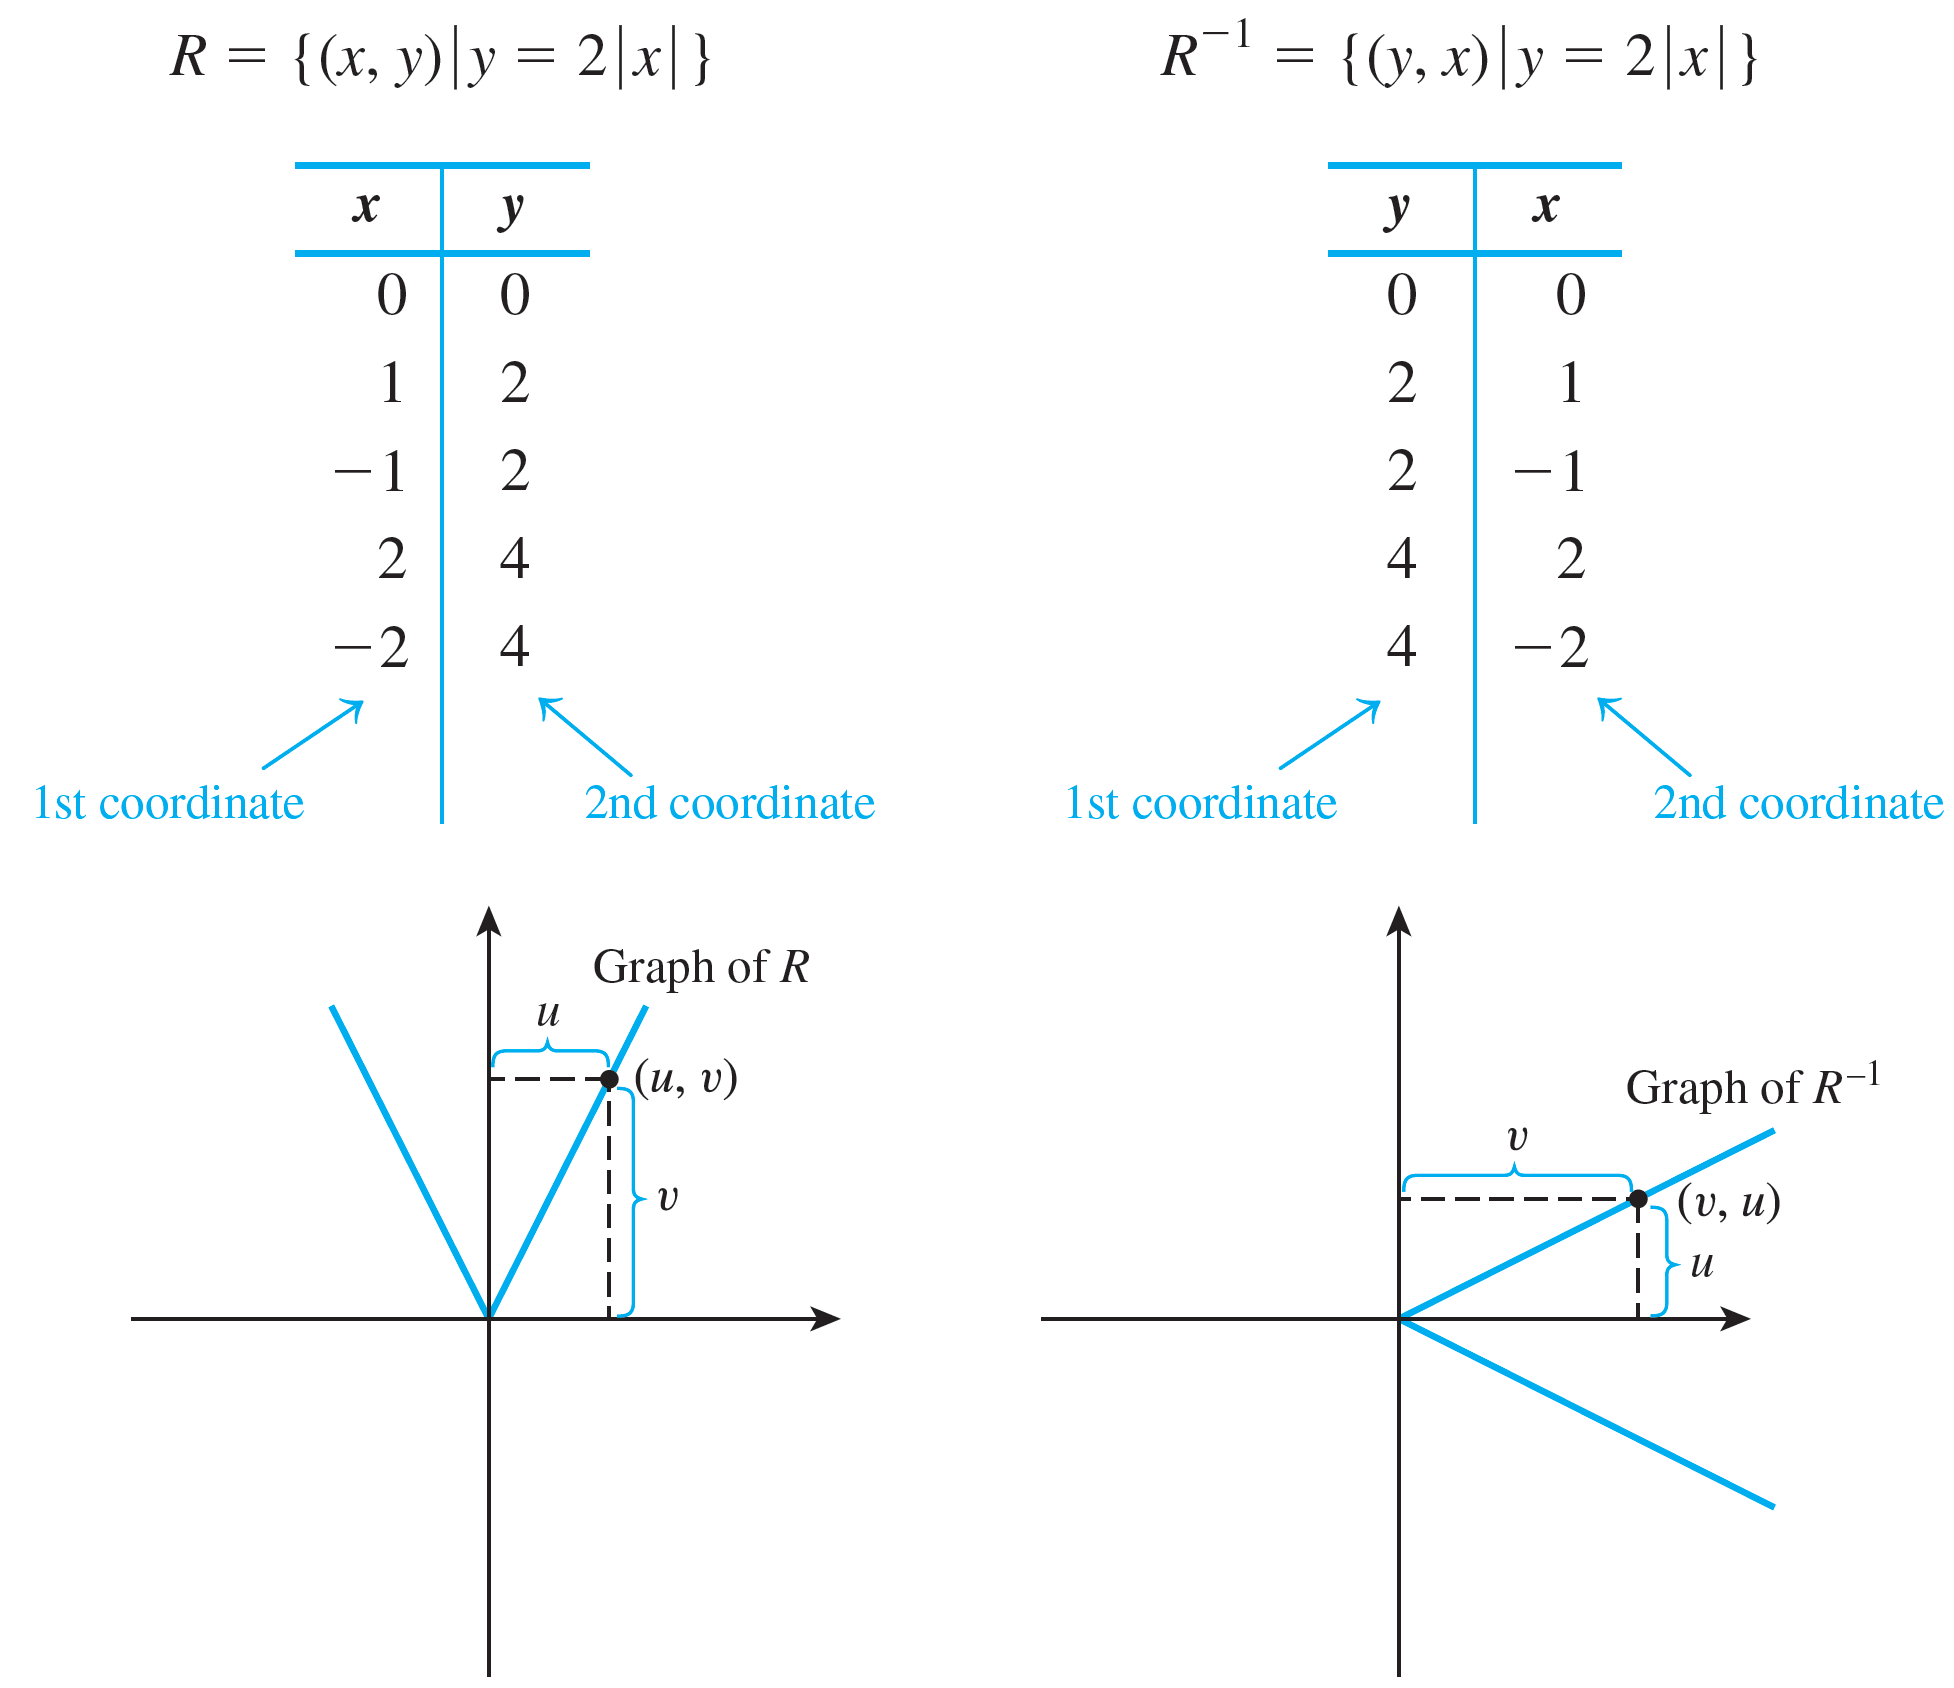 R = {(x, y)|y = 2|x|}
x y
0 0
1 2
−1 2
2 4
−2 4
1st coordinate 2nd coordinate
R⁻¹ = {(y, x)|y = 2|x|}
y x
0 0
2 1
2 −1
4 2
4 −2
1st coordinate 2nd coordinate
Graph of R
u
(u, v)
v
Graph of R⁻¹
v
(v, u)
u